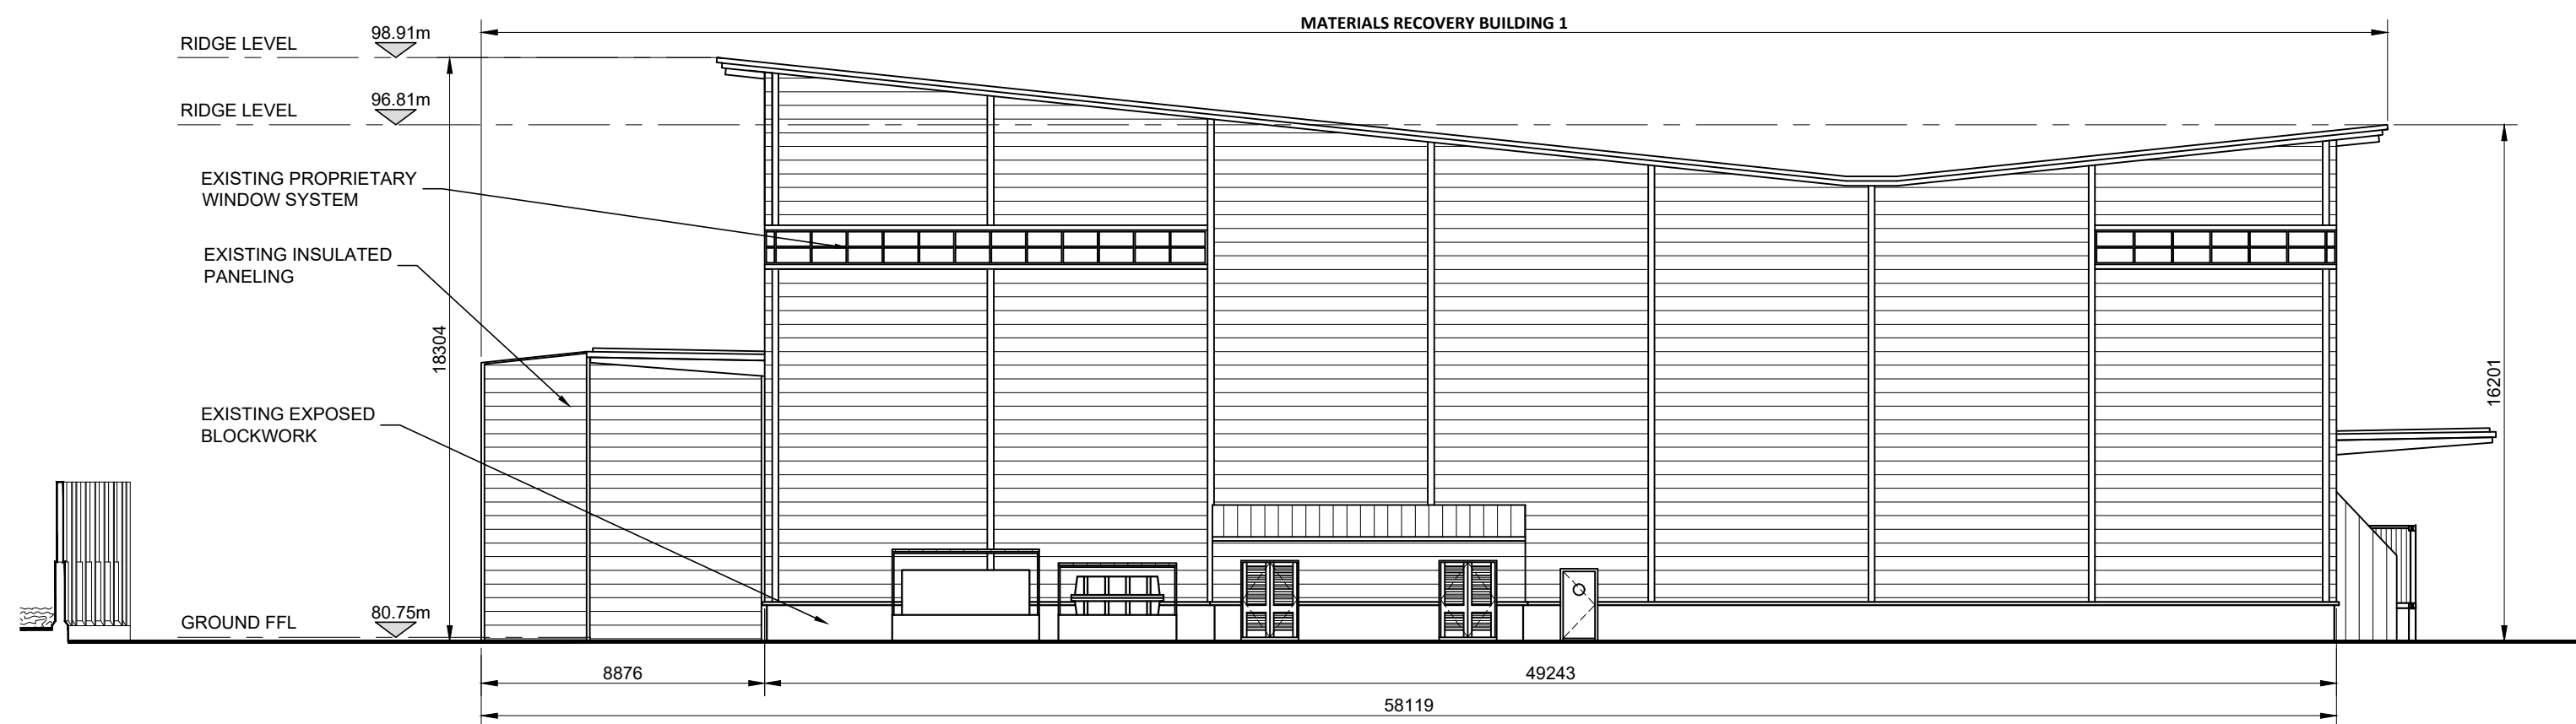 MATERIALS RECOVERY BUILDING 1
RIDGE LEVEL 98.91m
RIDGE LEVEL 96.81m
EXISTING PROPRIETARY
WINDOW SYSTEM
EXISTING INSULATED
PANELING
18304
16201
EXISTING EXPOSED
BLOCKWORK
GROUND FFL 80.75m
8876
49243
58119